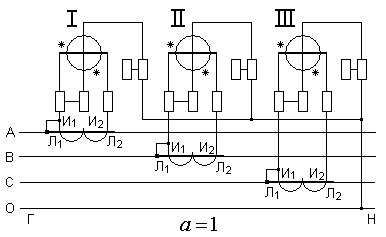 I II III
* * * * * *
А И₁ И₂
Л₁ Л₂
В И₁ И₂
Л₁ Л₂
С И₁ И₂
Л₁ Л₂
О
Г a=1 Н